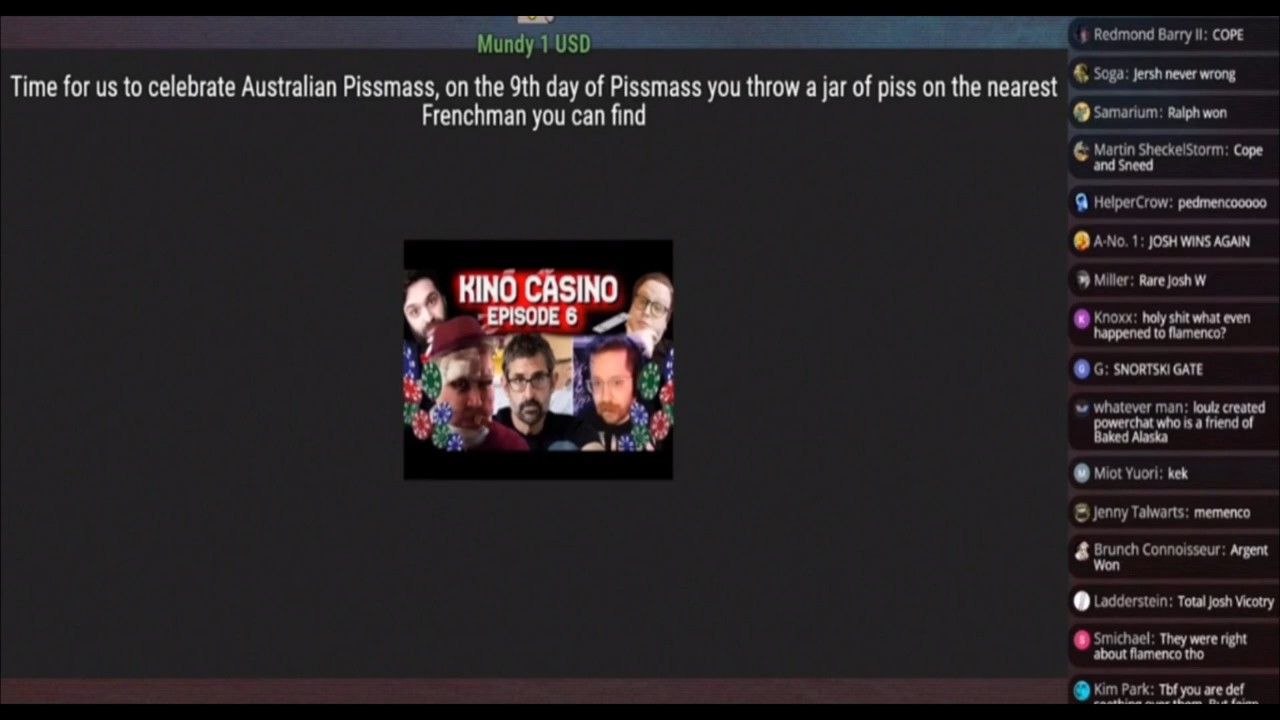 Mundy 1 USD
Time for us to celebrate Australian Pissmass, on the 9th day of Pissmass you throw a jar of piss on the nearest
Frenchman you can find
KINO CASINO
EPISODE 6
Redmond Barry II: COPE
Soga: Jersh never wrong
Samarium: Ralph won
Martin SheckelStorm: Cope
and Sneed
HelperCrow: pedmencooooo
A-No. 1: JOSH WINS AGAIN
Miller: Rare Josh W
Knoxx: holy shit what even
happened to flamenco?
G: SNORTSKI GATE
whatever man: loulz created
powerchat who is a friend of
Baked Alaska
Miot Yuori: kek
Jenny Talwarts: memenco
Brunch Connoisseur: Argent
Won
Ladderstein: Total Josh Vicotry
Smichael: They were right
about flamenco tho
Kim Park: Tbf you are def
seething over them. But feign